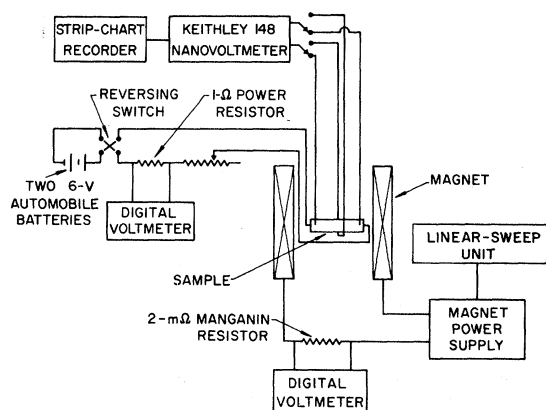 STRIP-CHART
RECORDER
KEITHLEY 148
NANOVOLTMETER
REVERSING
SWITCH
1-Ω POWER
RESISTOR
TWO 6-V
AUTOMOBILE
BATTERIES
DIGITAL
VOLTMETER
MAGNET
SAMPLE
LINEAR-SWEEP
UNIT
2-mΩ MANGANIN
RESISTOR
MAGNET
POWER
SUPPLY
DIGITAL
VOLTMETER